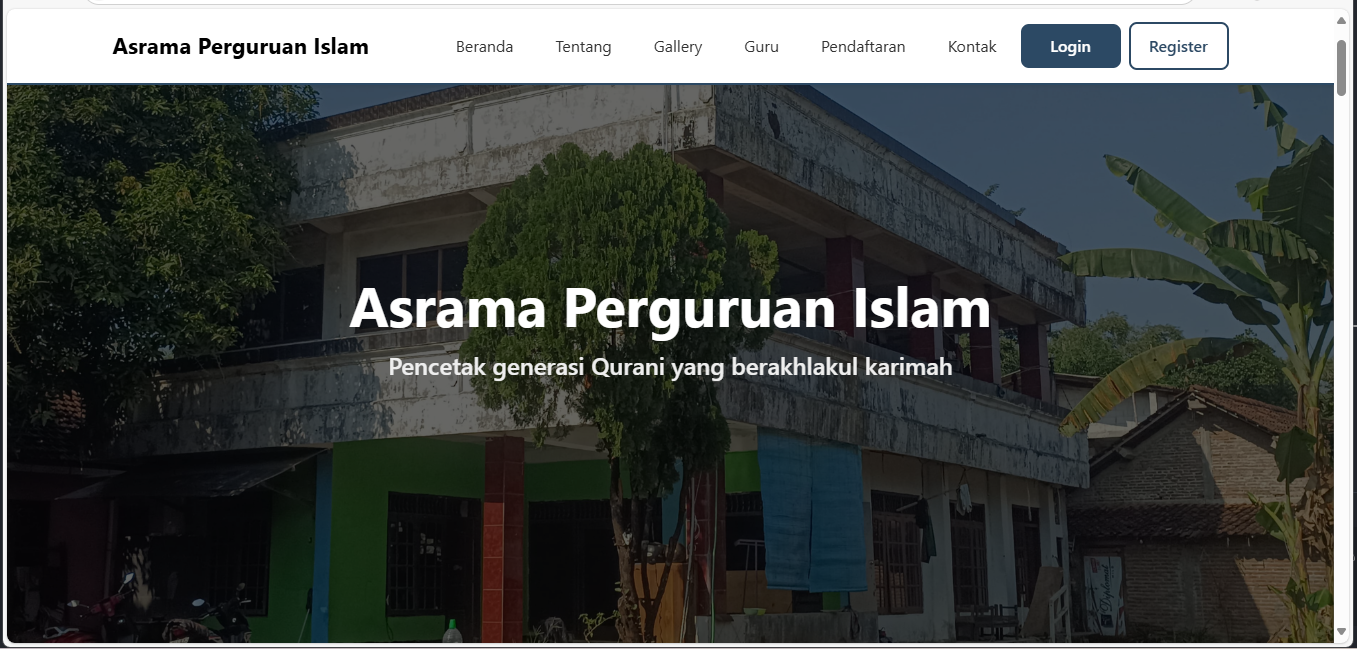 Asrama Perguruan Islam
Beranda Tentang Gallery Guru Pendaftaran Kontak Login Register
Asrama Perguruan Islam
Pencetak generasi Qurani yang berakhlakul karimah